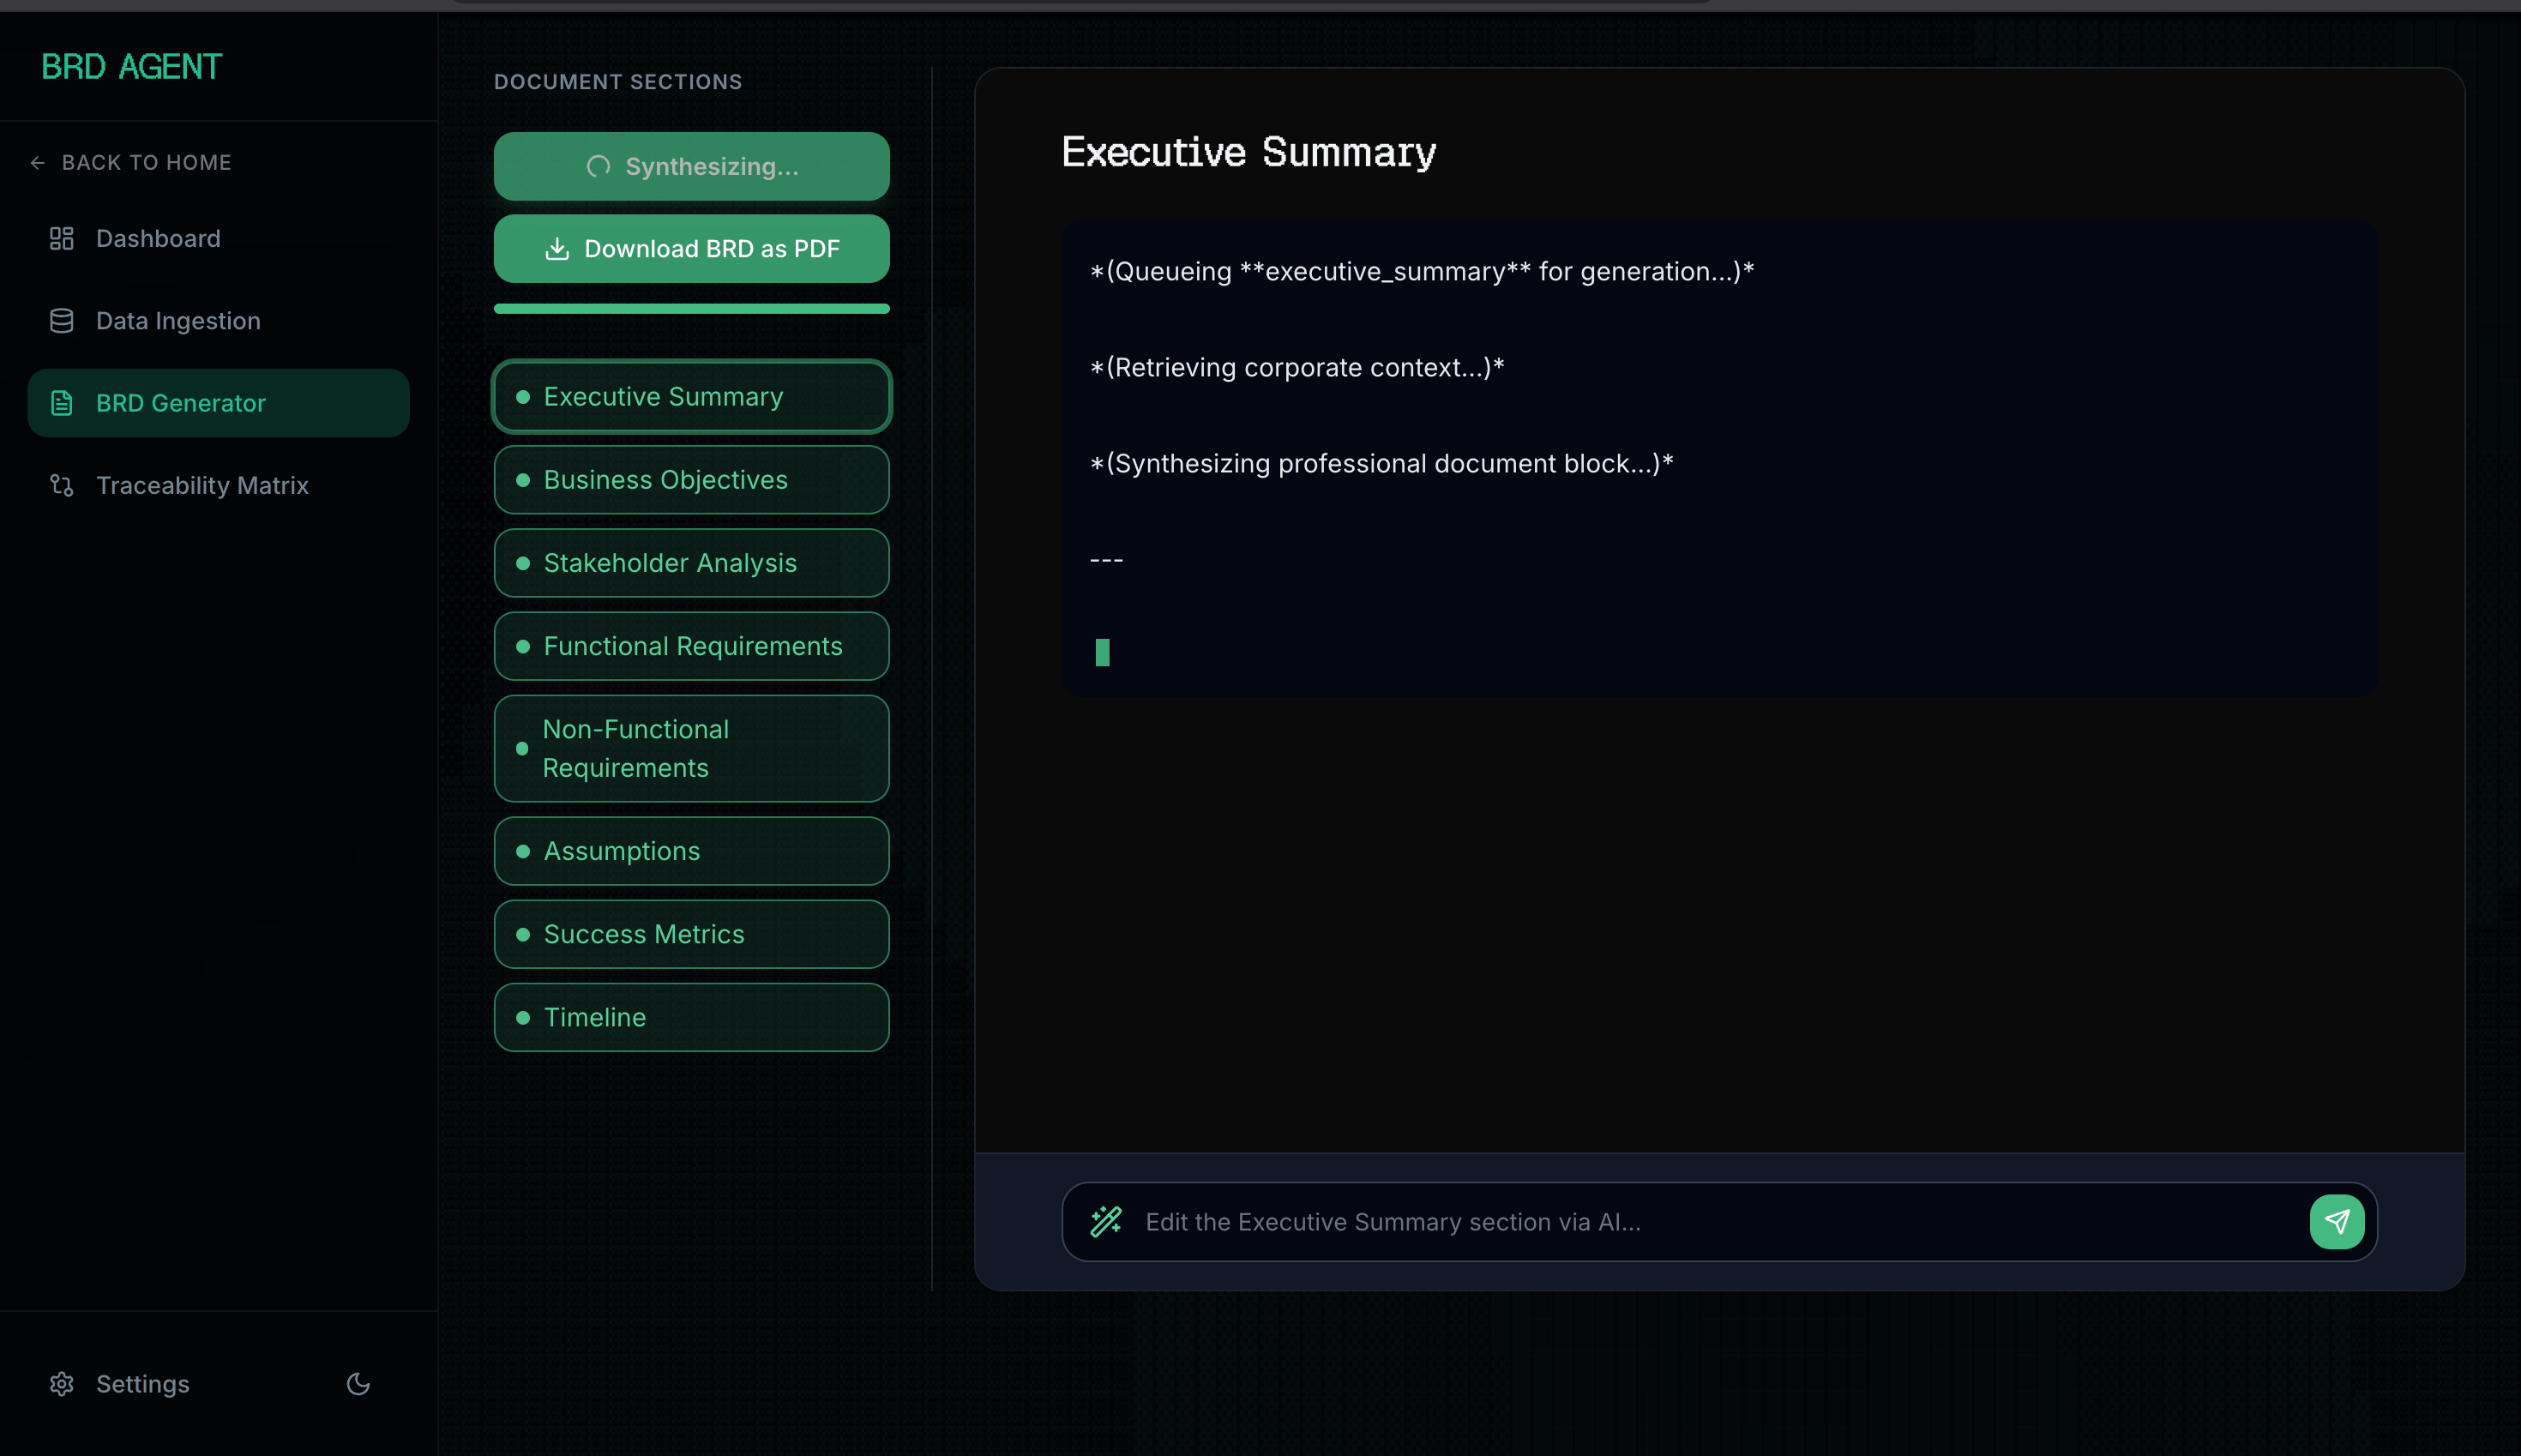 BRD AGENT
BACK TO HOME
Dashboard
Data Ingestion
BRD Generator
Traceability Matrix
Settings
DOCUMENT SECTIONS
Synthesizing...
Download BRD as PDF
Executive Summary
Business Objectives
Stakeholder Analysis
Functional Requirements
Non-Functional
Requirements
Assumptions
Success Metrics
Timeline
Executive Summary
*(Queueing **executive_summary** for generation...)*
*(Retrieving corporate context...)*
*(Synthesizing professional document block...)*
---
Edit the Executive Summary section via AI...